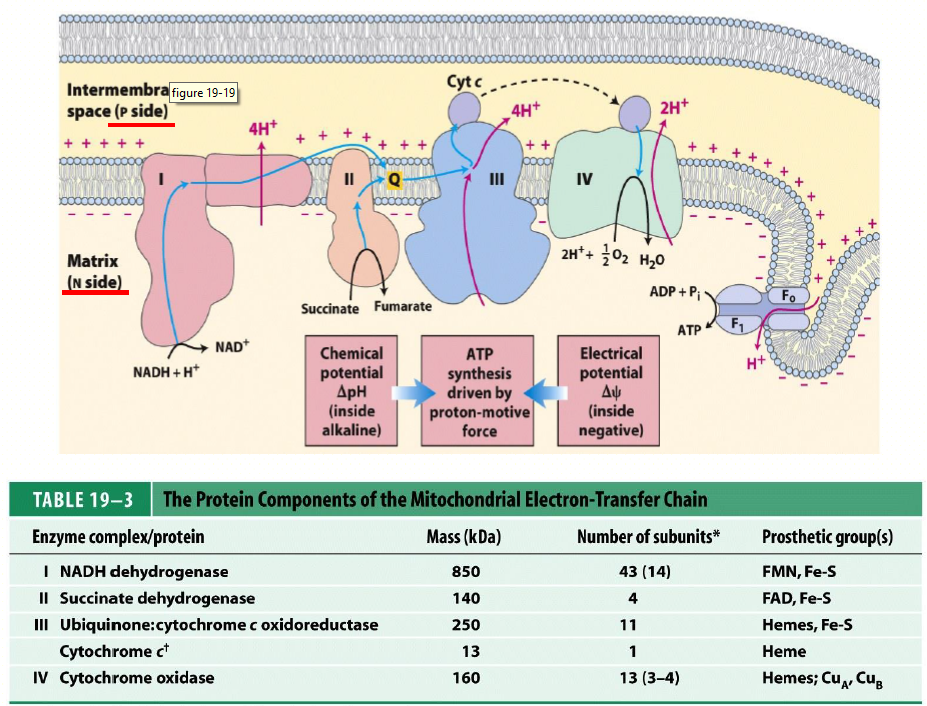 Intermembra
space (P side)
figure 19-19
+ + + + +
4H⁺
+ + + + + + + +
Cyt c
4H⁺
+ +
2H⁺
+ + + + + + +
I
II
Q
III
IV
Matrix
(N side)
2H⁺ + ½O₂ H₂O
Succinate
Fumarate
NAD⁺
NADH + H⁺
ADP + Pᵢ
ATP
F₁
Fₒ
H⁺
Chemical
potential
ΔpH
(inside
alkaline)
ATP
synthesis
driven by
proton-motive
force
Electrical
potential
Δψ
(inside
negative)
TABLE 19–3 The Protein Components of the Mitochondrial Electron-Transfer Chain
Enzyme complex/protein Mass (kDa) Number of subunits* Prosthetic group(s)
I NADH dehydrogenase 850 43 (14) FMN, Fe-S
II Succinate dehydrogenase 140 4 FAD, Fe-S
III Ubiquinone:cytochrome c oxidoreductase 250 11 Hemes, Fe-S
Cytochrome c† 13 1 Heme
IV Cytochrome oxidase 160 13 (3–4) Hemes; Cu_A, Cu_B